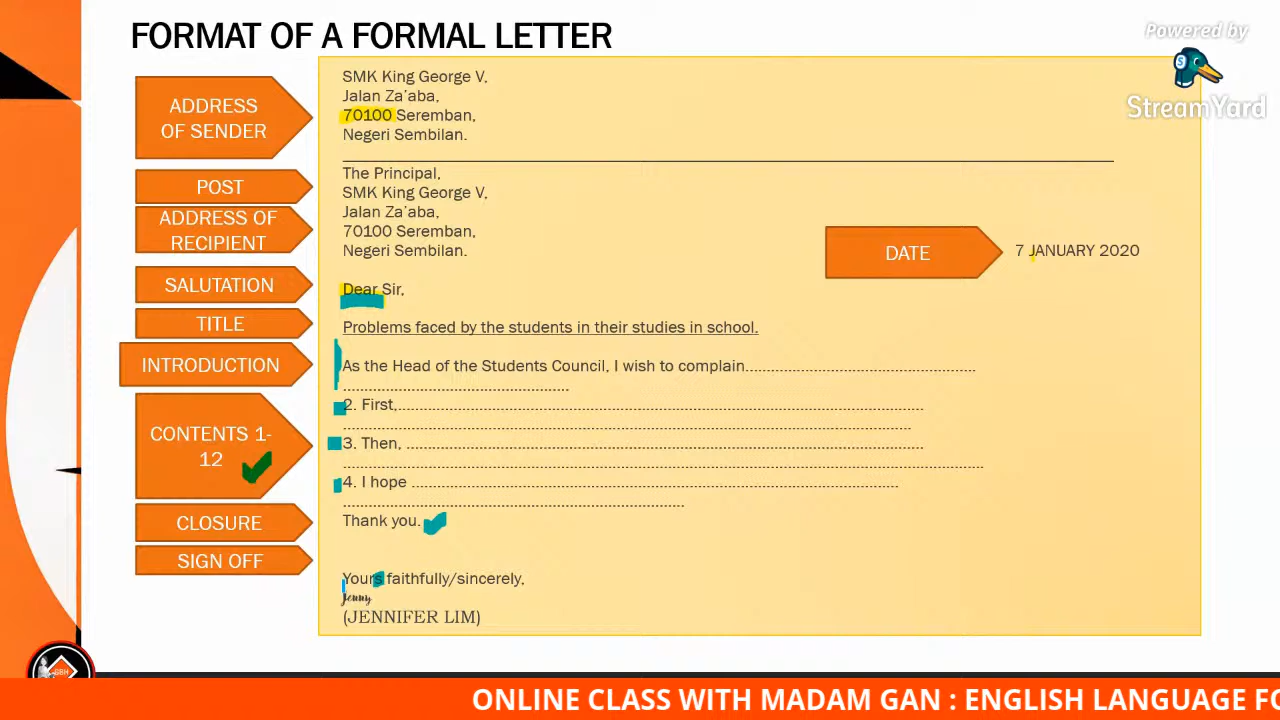 FORMAT OF A FORMAL LETTER
Powered by
StreamYard
ADDRESS
OF SENDER
SMK King George V,
Jalan Za'aba,
70100 Seremban,
Negeri Sembilan.
POST
The Principal,
ADDRESS OF
RECIPIENT
SMK King George V,
Jalan Za'aba,
70100 Seremban,
Negeri Sembilan.
DATE
7 JANUARY 2020
SALUTATION
Dear Sir,
TITLE
Problems faced by the students in their studies in school.
INTRODUCTION
As the Head of the Students Council, I wish to complain.......................................................
......................................................
CONTENTS 1-
12
2. First,.....................................................................................................................
.................................................................................................................................
3. Then, ...................................................................................................................
.................................................................................................................................................
4. I hope ..............................................................................................................
.................................................................................
CLOSURE
Thank you.
SIGN OFF
Yours faithfully/sincerely,
Jenny
(JENNIFER LIM)
ONLINE CLASS WITH MADAM GAN : ENGLISH LANGUAGE FO